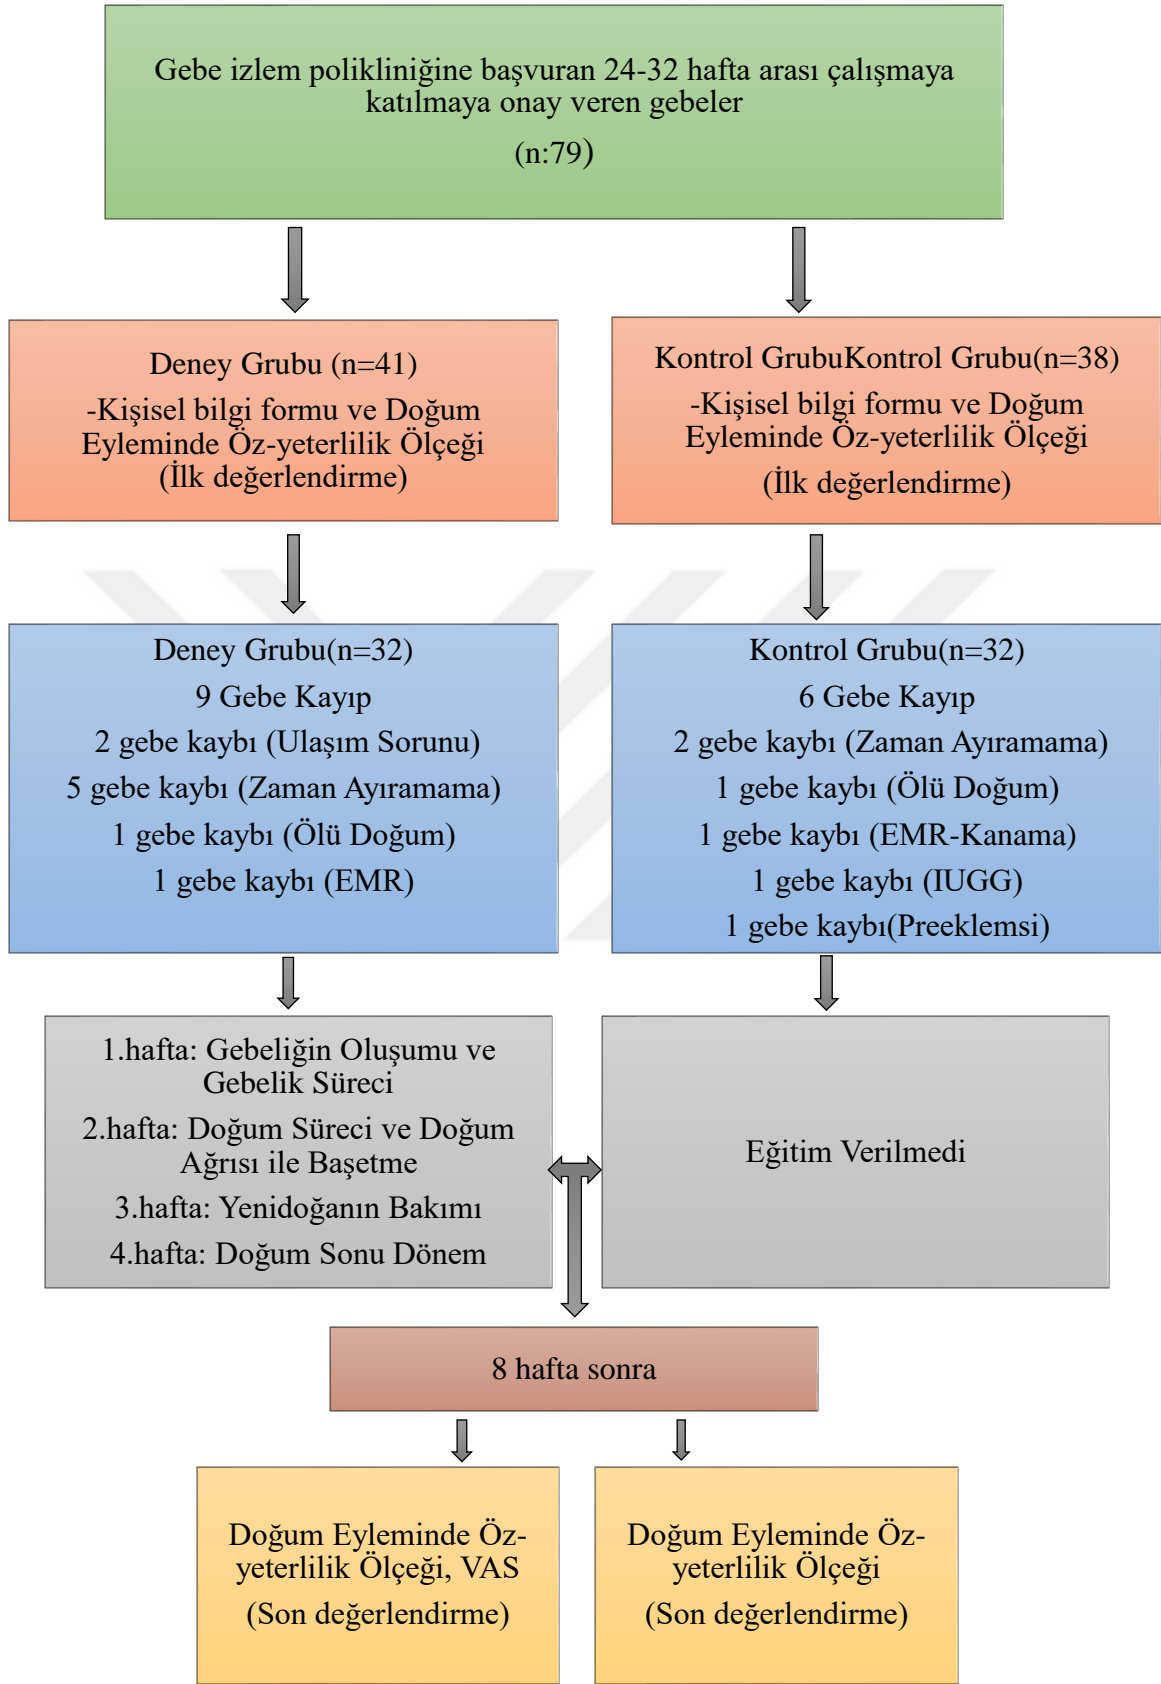 Gebe izlem polikliniğine başvuran 24-32 hafta arası çalışmaya
katılmaya onay veren gebeler
(n:79)
Deney Grubu (n=41)
-Kişisel bilgi formu ve Doğum
Eyleminde Öz-yeterlilik Ölçeği
(İlk değerlendirme)
Kontrol GrubuKontrol Grubu(n=38)
-Kişisel bilgi formu ve Doğum
Eyleminde Öz-yeterlilik Ölçeği
(İlk değerlendirme)
Deney Grubu(n=32)
9 Gebe Kayıp
2 gebe kaybı (Ulaşım Sorunu)
5 gebe kaybı (Zaman Ayıramama)
1 gebe kaybı (Ölü Doğum)
1 gebe kaybı (EMR)
Kontrol Grubu(n=32)
6 Gebe Kayıp
2 gebe kaybı (Zaman Ayıramama)
1 gebe kaybı (Ölü Doğum)
1 gebe kaybı (EMR-Kanama)
1 gebe kaybı (IUGG)
1 gebe kaybı(Preeklemsi)
1.hafta: Gebeliğin Oluşumu ve
Gebelik Süreci
2.hafta: Doğum Süreci ve Doğum
Ağrısı ile Başetme
3.hafta: Yenidoğanın Bakımı
4.hafta: Doğum Sonu Dönem
Eğitim Verilmedi
8 hafta sonra
Doğum Eyleminde Öz-
yeterlilik Ölçeği, VAS
(Son değerlendirme)
Doğum Eyleminde Öz-
yeterlilik Ölçeği
(Son değerlendirme)